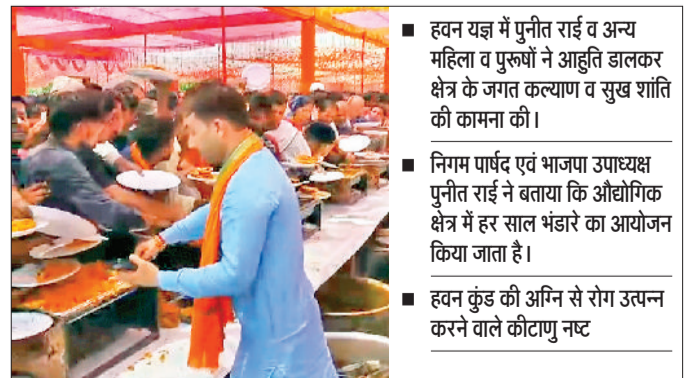 ■ हवन यज्ञ में पुनीत राई व अन्य
महिला व पुरूषों ने आहुति डालकर
क्षेत्र के जगत कल्याण व सुख शांति
की कामना की।
■ निगम पार्षद एवं भाजपा उपाध्यक्ष
पुनीत राई ने बताया कि औद्योगिक
क्षेत्र में हर साल भंडारे का आयोजन
किया जाता है।
■ हवन कुंड की अग्नि से रोग उत्पन्न
करने वाले कीटाणु नष्ट